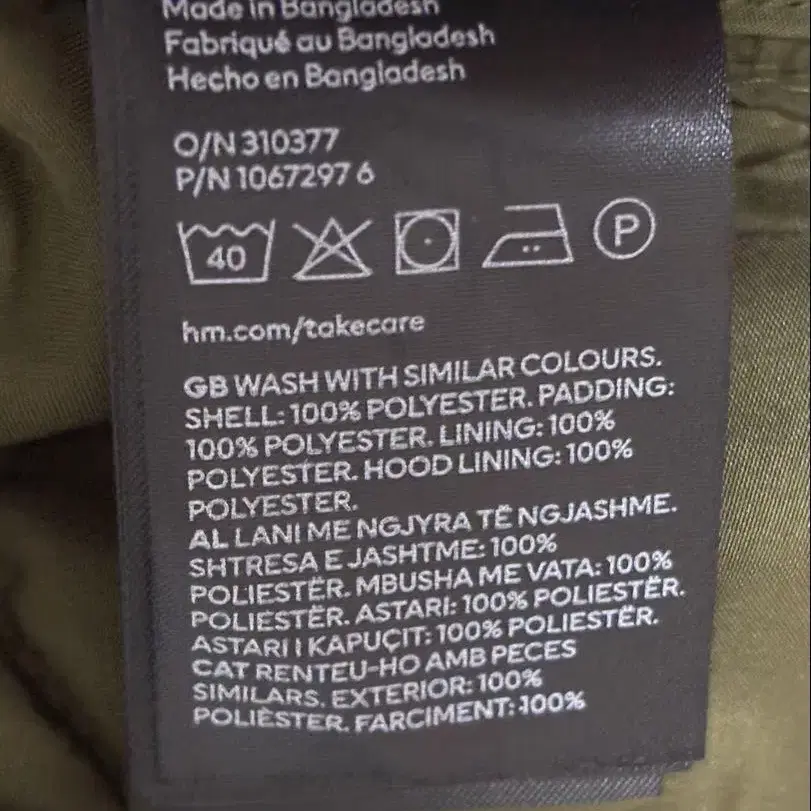 Made in Bangladesh
Fabriqué au Bangladesh
Hecho en Bangladesh
O/N 310377
P/N 1067297 6
40
P
hm.com/takecare
GB WASH WITH SIMILAR COLOURS.
SHELL: 100% POLYESTER. PADDING:
100% POLYESTER. LINING: 100%
POLYESTER. HOOD LINING: 100%
POLYESTER.
AL LANI ME NGJYRA TË NGJASHME.
SHTRESA E JASHTME: 100%
POLIESTËR. MBUSHA ME VATA: 100%
POLIESTËR. ASTARI: 100% POLIESTËR.
ASTARI I KAPUÇIT: 100% POLIESTËR.
CAT RENTEU-HO AMB PECES
SIMILARS. EXTERIOR: 100%
POLIÈSTER. FARCIMENT: 100%